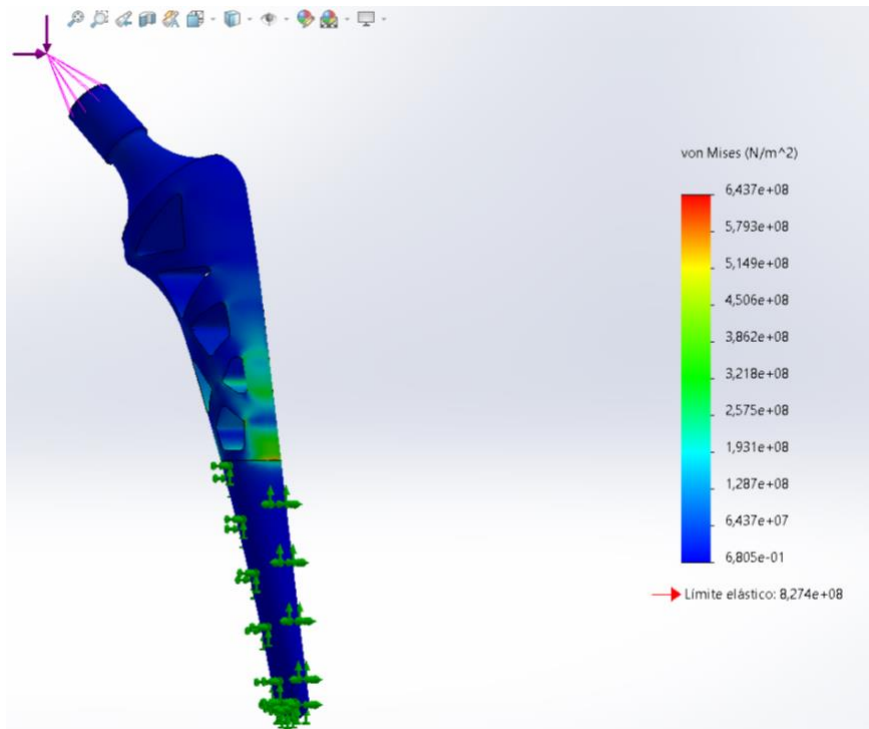 von Mises (N/m^2)
6,437e+08
5,793e+08
5,149e+08
4,506e+08
3,862e+08
3,218e+08
2,575e+08
1,931e+08
1,287e+08
6,437e+07
6,805e-01
Límite elástico: 8,274e+08